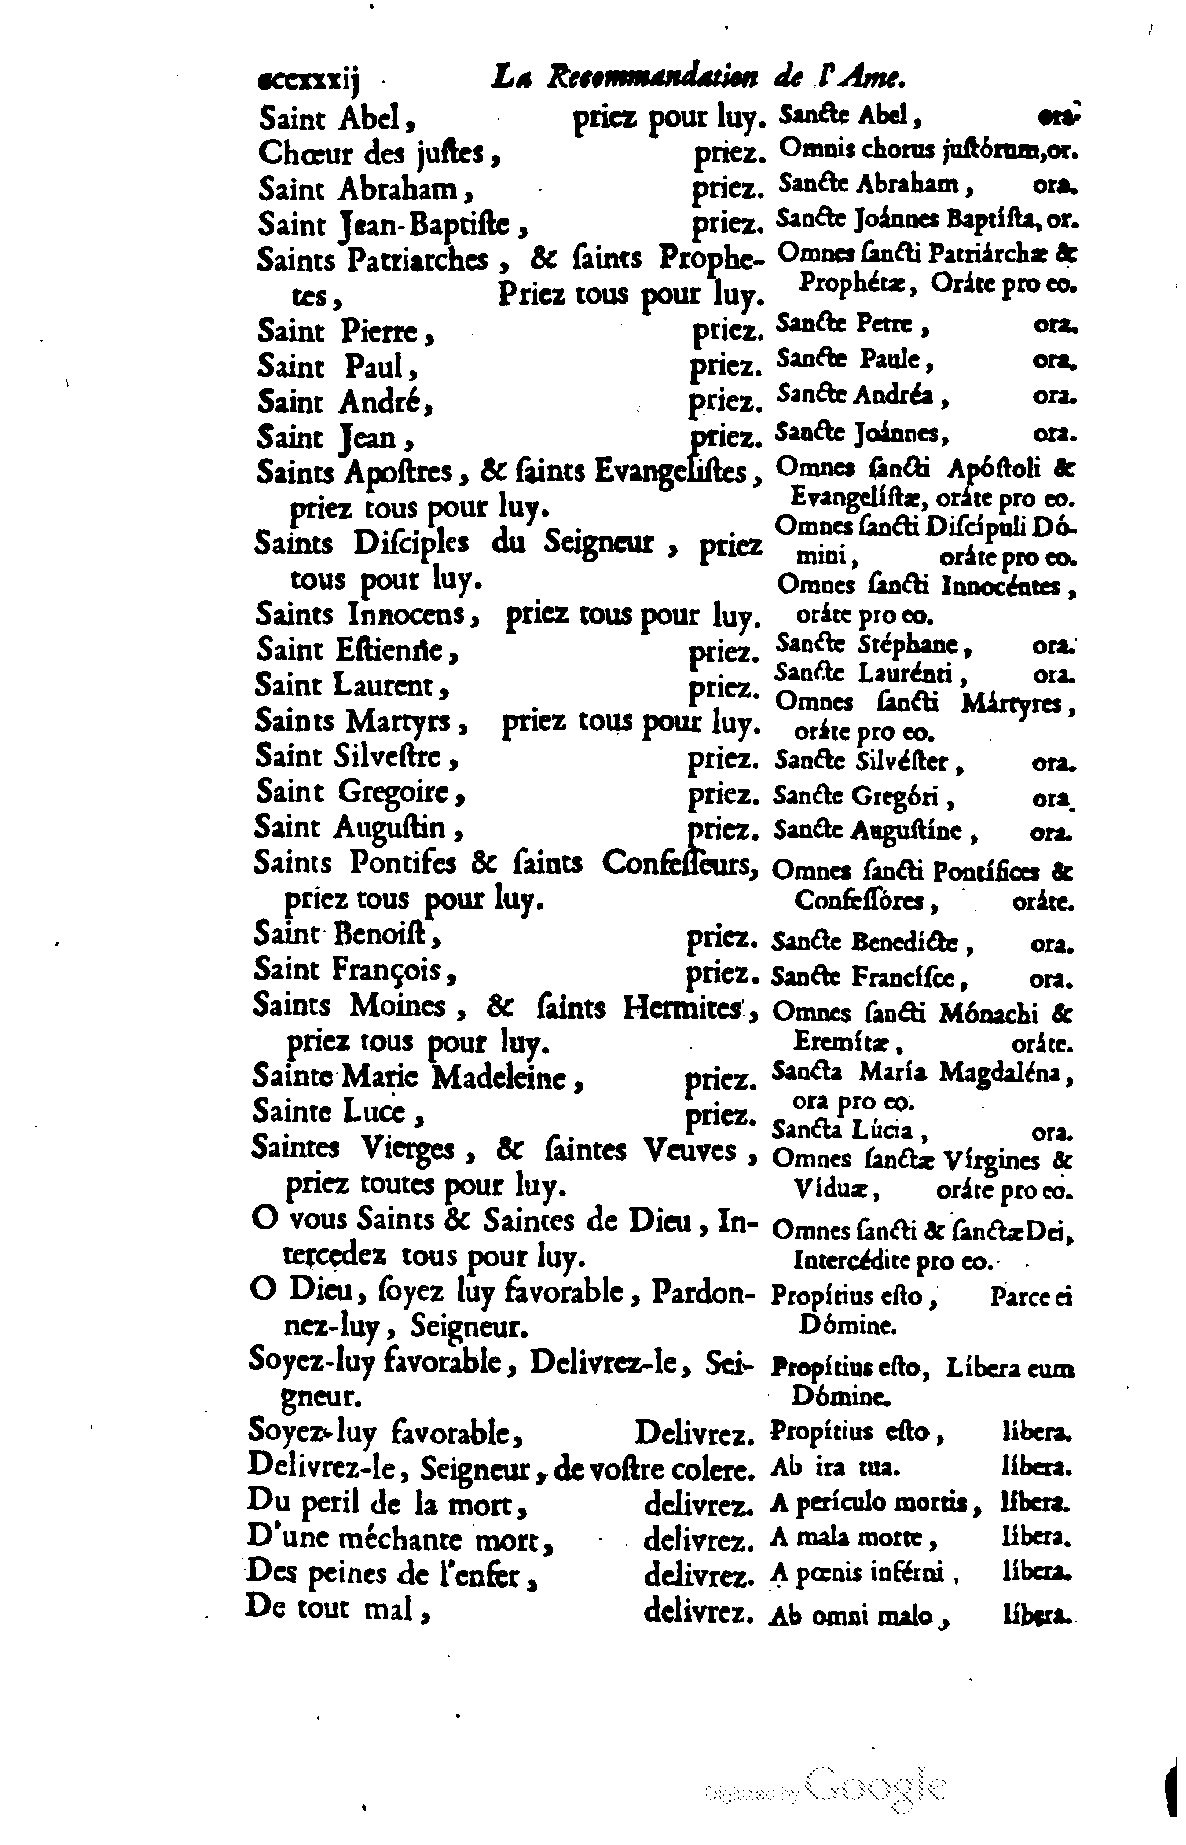 ccccxxxij La Recommandation de l'Ame.
Saint Abel, priez pour luy.
Chœur des juſtes, priez.
Saint Abraham, priez.
Saint Jean-Baptiſte, priez.
Saints Patriarches, & ſaints Prophe-
tes, Priez tous pour luy.
Saint Pierre, priez.
Saint Paul, priez.
Saint André, priez.
Saint Jean, priez.
Saints Apoſtres, & ſaints Evangeliſtes,
priez tous pour luy.
Saints Diſciples du Seigneur, priez
tous pour luy.
Saints Innocens, priez tous pour luy.
Saint Eſtienne, priez.
Saint Laurent, priez.
Saints Martyrs, priez tous pour luy.
Saint Silveſtre, priez.
Saint Gregoire, priez.
Saint Auguſtin, priez.
Saints Pontifes & ſaints Confeſſeurs,
priez tous pour luy.
Saint Benoiſt, priez.
Saint François, priez.
Saints Moines, & ſaints Hermites,
priez tous pour luy.
Sainte Marie Madeleine, priez.
Sainte Luce, priez.
Saintes Vierges, & ſaintes Veuves,
priez toutes pour luy.
O vous Saints & Saintes de Dieu, In-
tercedez tous pour luy.
O Dieu, ſoyez luy favorable, Pardon-
nez-luy, Seigneur.
Soyez-luy favorable, Delivrez-le, Sei-
gneur.
Soyez-luy favorable, Delivrez.
Delivrez-le, Seigneur, de voſtre colere.
Du peril de la mort, delivrez.
D'une méchante mort, delivrez.
Des peines de l'enfer, delivrez.
De tout mal, delivrez.
Sancte Abel, ora.
Omnis chorus juſtórum, or.
Sancte Abraham, ora.
Sancte Joánnes Baptíſta, or.
Omnes ſancti Patriárchæ &
Prophétæ, Oráte pro eo.
Sancte Petre, ora.
Sancte Paule, ora.
Sancte Andréa, ora.
Sancte Joánnes, ora.
Omnes ſancti Apóſtoli &
Evangelíſtæ, oráte pro eo.
Omnes ſancti Diſcípuli Dó-
mini, oráte pro eo.
Omnes ſancti Innocéntes,
oráte pro eo.
Sancte Stéphane, ora.
Sancte Laurénti, ora.
Omnes ſancti Mártyres,
oráte pro eo.
Sancte Silvéſter, ora.
Sancte Gregóri, ora.
Sancte Auguſtíne, ora.
Omnes ſancti Pontífices &
Confeſſóres, oráte.
Sancte Benedícte, ora.
Sancte Francíſce, ora.
Omnes ſancti Mónachi &
Eremítæ, oráte.
Sancta María Magdaléna,
ora pro eo.
Sancta Lúcia, ora.
Omnes ſanctæ Vírgines &
Víduæ, oráte pro eo.
Omnes ſancti & ſanctæ Dei,
Intercédite pro eo.
Propítius eſto, Parce ei
Dómine.
Propítius eſto, Líbera eum
Dómine.
Propítius eſto, líbera.
Ab ira tua. líbera.
A perículo mortis, líbera.
A mala morte, líbera.
A pœnis inférni, líbera.
Ab omni malo, líbera.
Digitized by Google